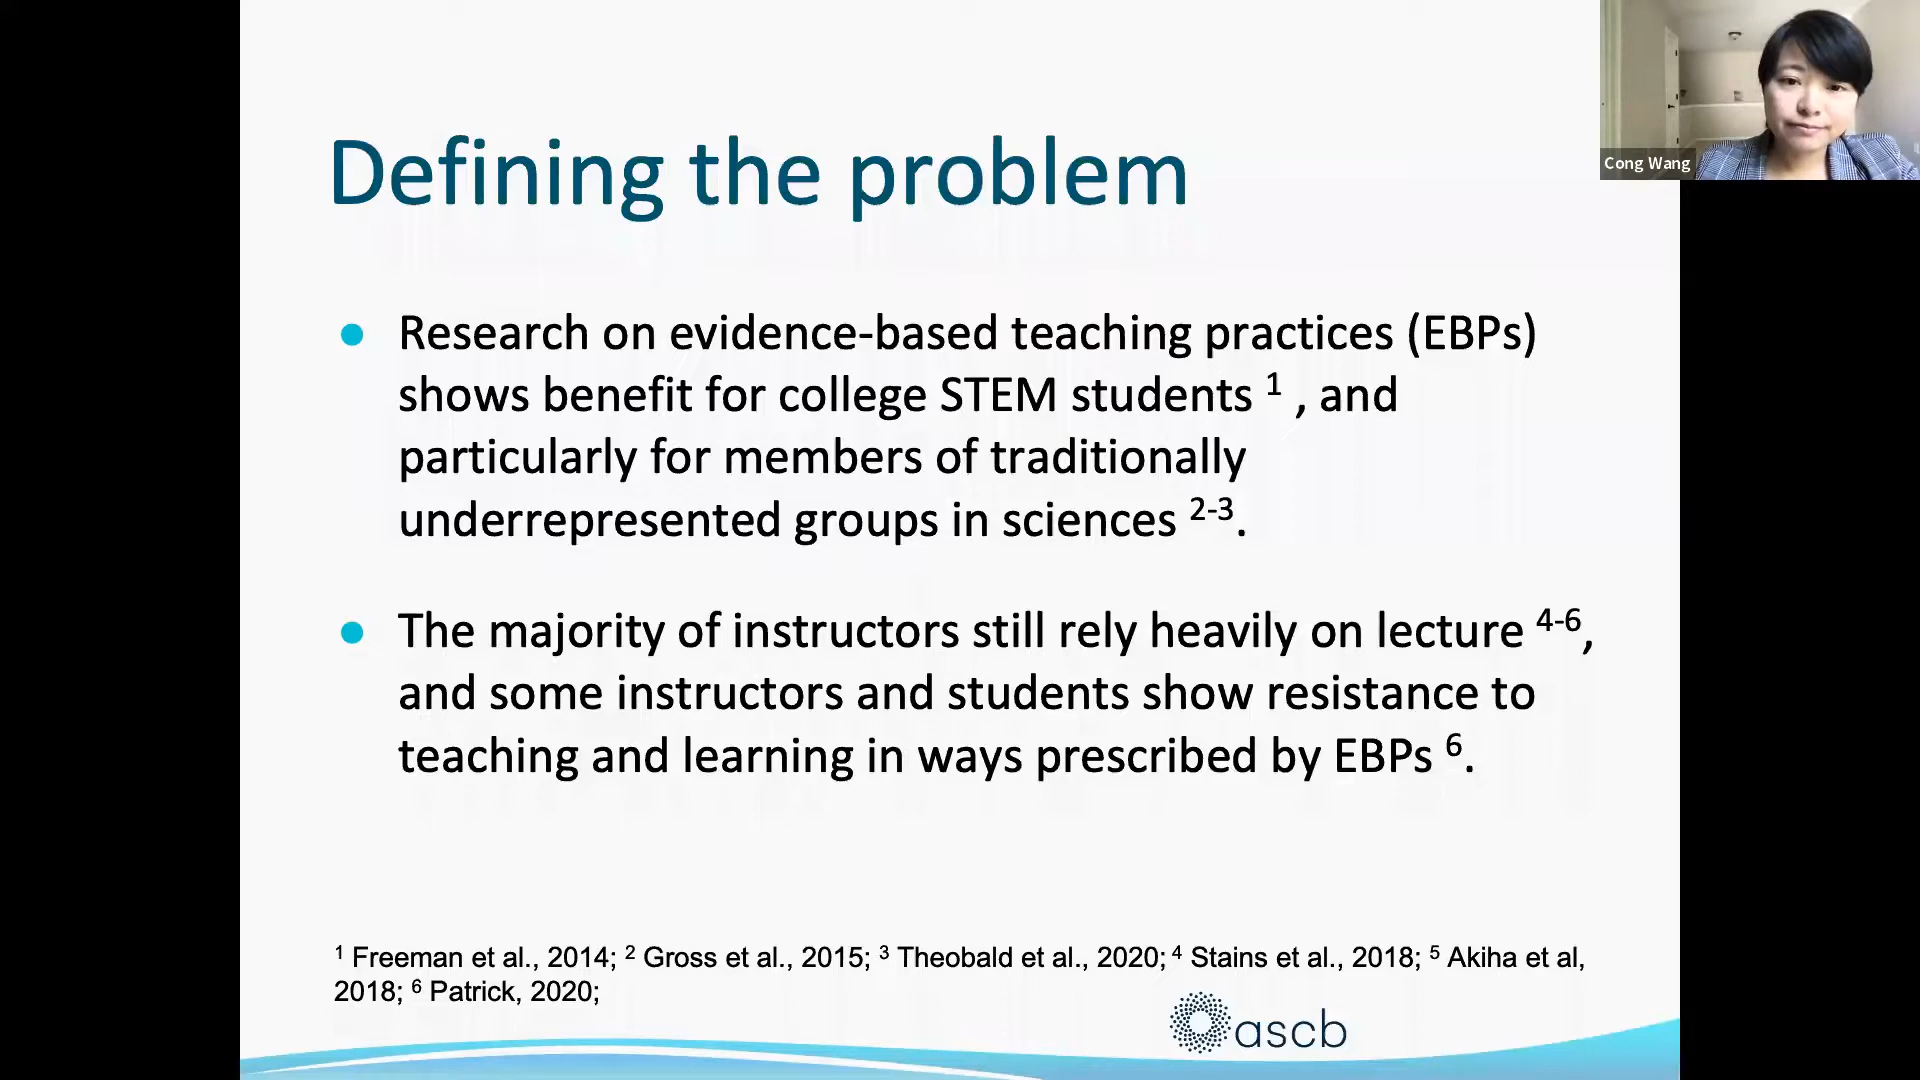 Defining the problem
Cong Wang
● Research on evidence-based teaching practices (EBPs)
shows benefit for college STEM students ¹ , and
particularly for members of traditionally
underrepresented groups in sciences ²⁻³.
● The majority of instructors still rely heavily on lecture ⁴⁻⁶,
and some instructors and students show resistance to
teaching and learning in ways prescribed by EBPs ⁶.
¹ Freeman et al., 2014; ² Gross et al., 2015; ³ Theobald et al., 2020; ⁴ Stains et al., 2018; ⁵ Akiha et al,
2018; ⁶ Patrick, 2020;
ascb